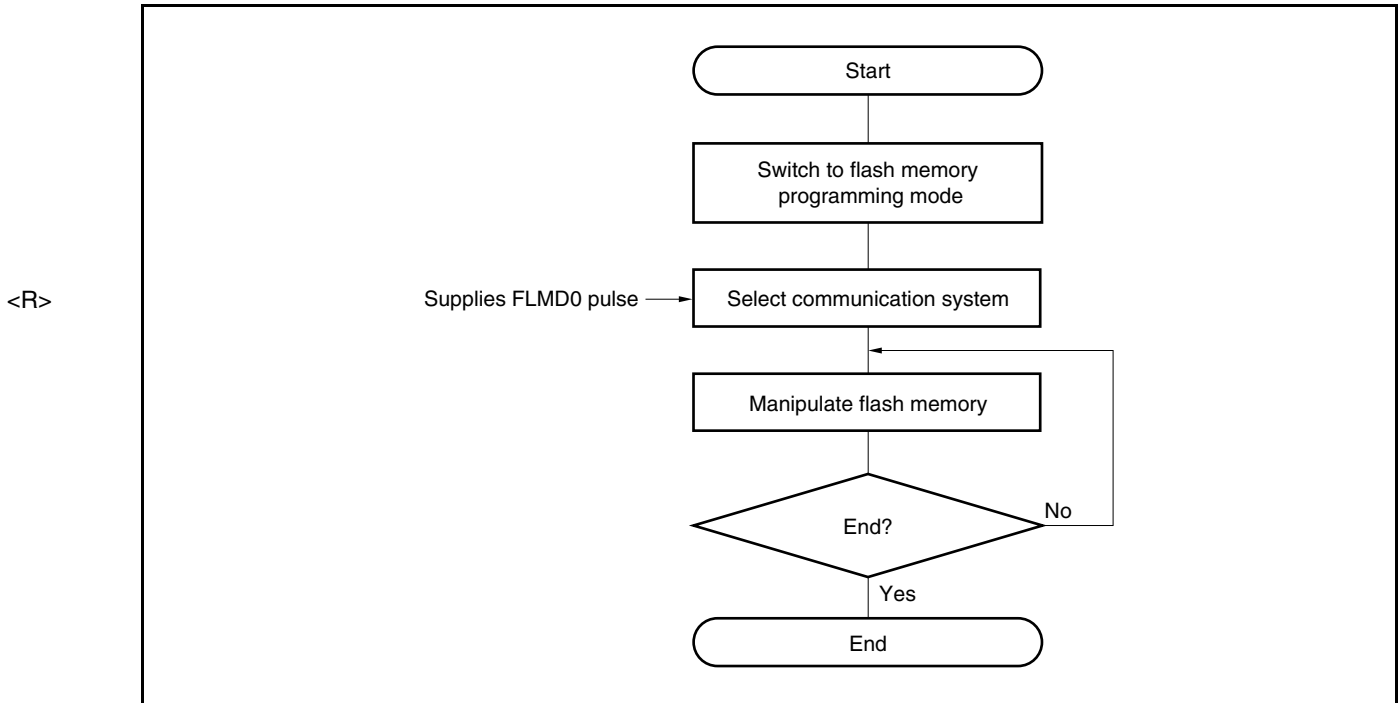 Start
Switch to flash memory
programming mode
<R>
Supplies FLMD0 pulse
Select communication system
Manipulate flash memory
End?
No
Yes
End